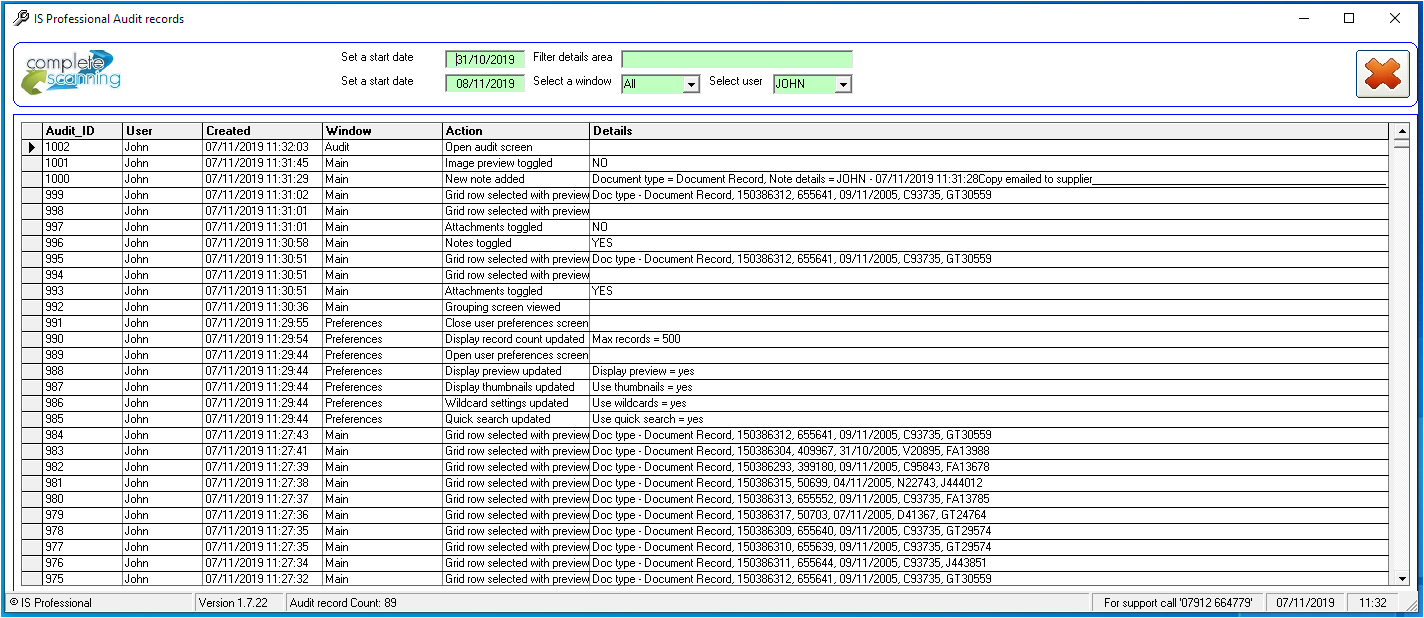 IS Professional Audit records
complete scanning
Set a start date 31/10/2019 Filter details area
Set a start date 08/11/2019 Select a window All Select user JOHN
Audit_ID User Created Window Action Details
1002 John 07/11/2019 11:32:03 Audit Open audit screen
1001 John 07/11/2019 11:31:45 Main Image preview toggled NO
1000 John 07/11/2019 11:31:29 Main New note added Document type = Document Record, Note details = JOHN - 07/11/2019 11:31:28Copy emailed to supplier
999 John 07/11/2019 11:31:02 Main Grid row selected with preview Doc type - Document Record, 150386312, 655641, 09/11/2005, C93735, GT30559
998 John 07/11/2019 11:31:01 Main Grid row selected with preview
997 John 07/11/2019 11:31:01 Main Attachments toggled NO
996 John 07/11/2019 11:30:58 Main Notes toggled YES
995 John 07/11/2019 11:30:51 Main Grid row selected with preview Doc type - Document Record, 150386312, 655641, 09/11/2005, C93735, GT30559
994 John 07/11/2019 11:30:51 Main Grid row selected with preview
993 John 07/11/2019 11:30:51 Main Attachments toggled YES
992 John 07/11/2019 11:30:36 Main Grouping screen viewed
991 John 07/11/2019 11:29:55 Preferences Close user preferences screen
990 John 07/11/2019 11:29:54 Preferences Display record count updated Max records = 500
989 John 07/11/2019 11:29:44 Preferences Open user preferences screen
988 John 07/11/2019 11:29:44 Preferences Display preview updated Display preview = yes
987 John 07/11/2019 11:29:44 Preferences Display thumbnails updated Use thumbnails = yes
986 John 07/11/2019 11:29:44 Preferences Wildcard settings updated Use wildcards = yes
985 John 07/11/2019 11:29:44 Preferences Quick search updated Use quick search = yes
984 John 07/11/2019 11:27:43 Main Grid row selected with preview Doc type - Document Record, 150386312, 655641, 09/11/2005, C93735, GT30559
983 John 07/11/2019 11:27:41 Main Grid row selected with preview Doc type - Document Record, 150386304, 409967, 31/10/2005, V20895, FA13988
982 John 07/11/2019 11:27:39 Main Grid row selected with preview Doc type - Document Record, 150386293, 399180, 09/11/2005, C95843, FA13678
981 John 07/11/2019 11:27:38 Main Grid row selected with preview Doc type - Document Record, 150386315, 50699, 04/11/2005, N22743, J444012
980 John 07/11/2019 11:27:37 Main Grid row selected with preview Doc type - Document Record, 150386313, 655552, 09/11/2005, C93735, FA13785
979 John 07/11/2019 11:27:36 Main Grid row selected with preview Doc type - Document Record, 150386317, 50703, 07/11/2005, D41367, GT24764
978 John 07/11/2019 11:27:35 Main Grid row selected with preview Doc type - Document Record, 150386309, 655640, 09/11/2005, C93735, GT29574
977 John 07/11/2019 11:27:35 Main Grid row selected with preview Doc type - Document Record, 150386310, 655639, 09/11/2005, C93735, GT29574
976 John 07/11/2019 11:27:34 Main Grid row selected with preview Doc type - Document Record, 150386311, 655644, 09/11/2005, C93735, J443851
975 John 07/11/2019 11:27:32 Main Grid row selected with preview Doc type - Document Record, 150386312, 655641, 09/11/2005, C93735, GT30559
© IS Professional Version 1.7.22 Audit record Count: 89 For support call '07912 664779' 07/11/2019 11:32